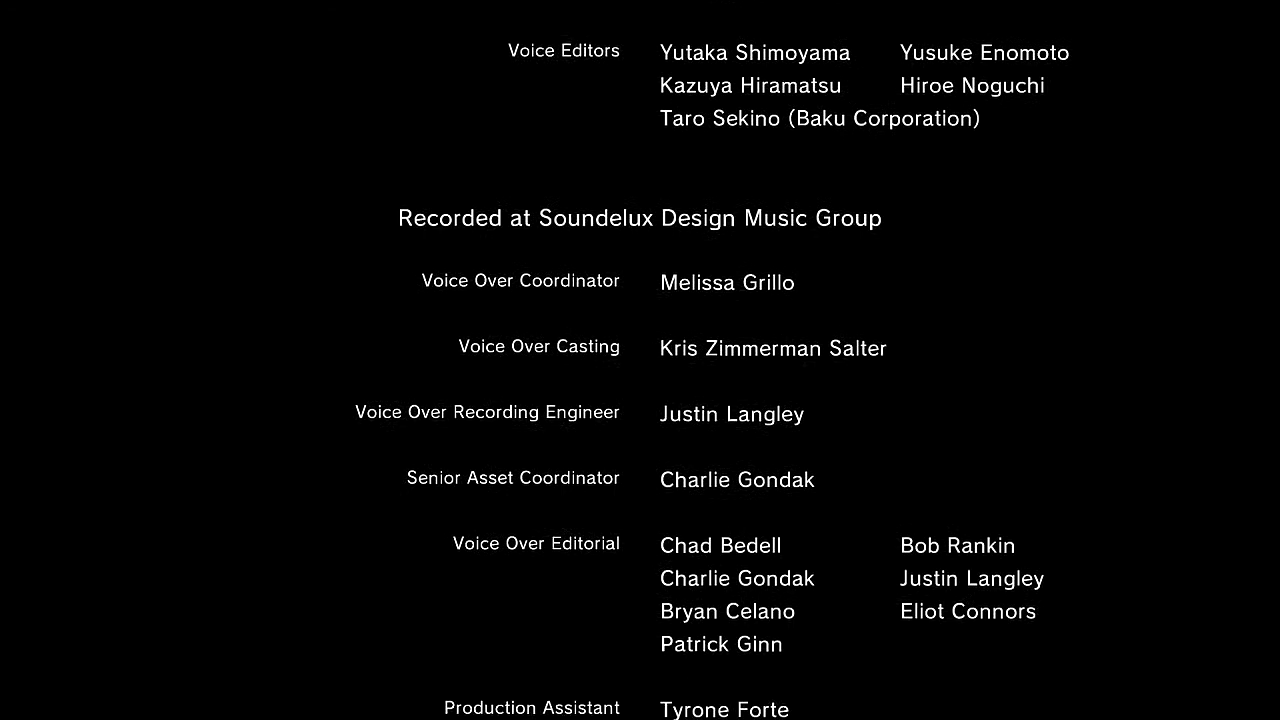 Voice Editors Yutaka Shimoyama Yusuke Enomoto
Kazuya Hiramatsu Hiroe Noguchi
Taro Sekino (Baku Corporation)
Recorded at Soundelux Design Music Group
Voice Over Coordinator Melissa Grillo
Voice Over Casting Kris Zimmerman Salter
Voice Over Recording Engineer Justin Langley
Senior Asset Coordinator Charlie Gondak
Voice Over Editorial Chad Bedell Bob Rankin
Charlie Gondak Justin Langley
Bryan Celano Eliot Connors
Patrick Ginn
Production Assistant Tyrone Forte